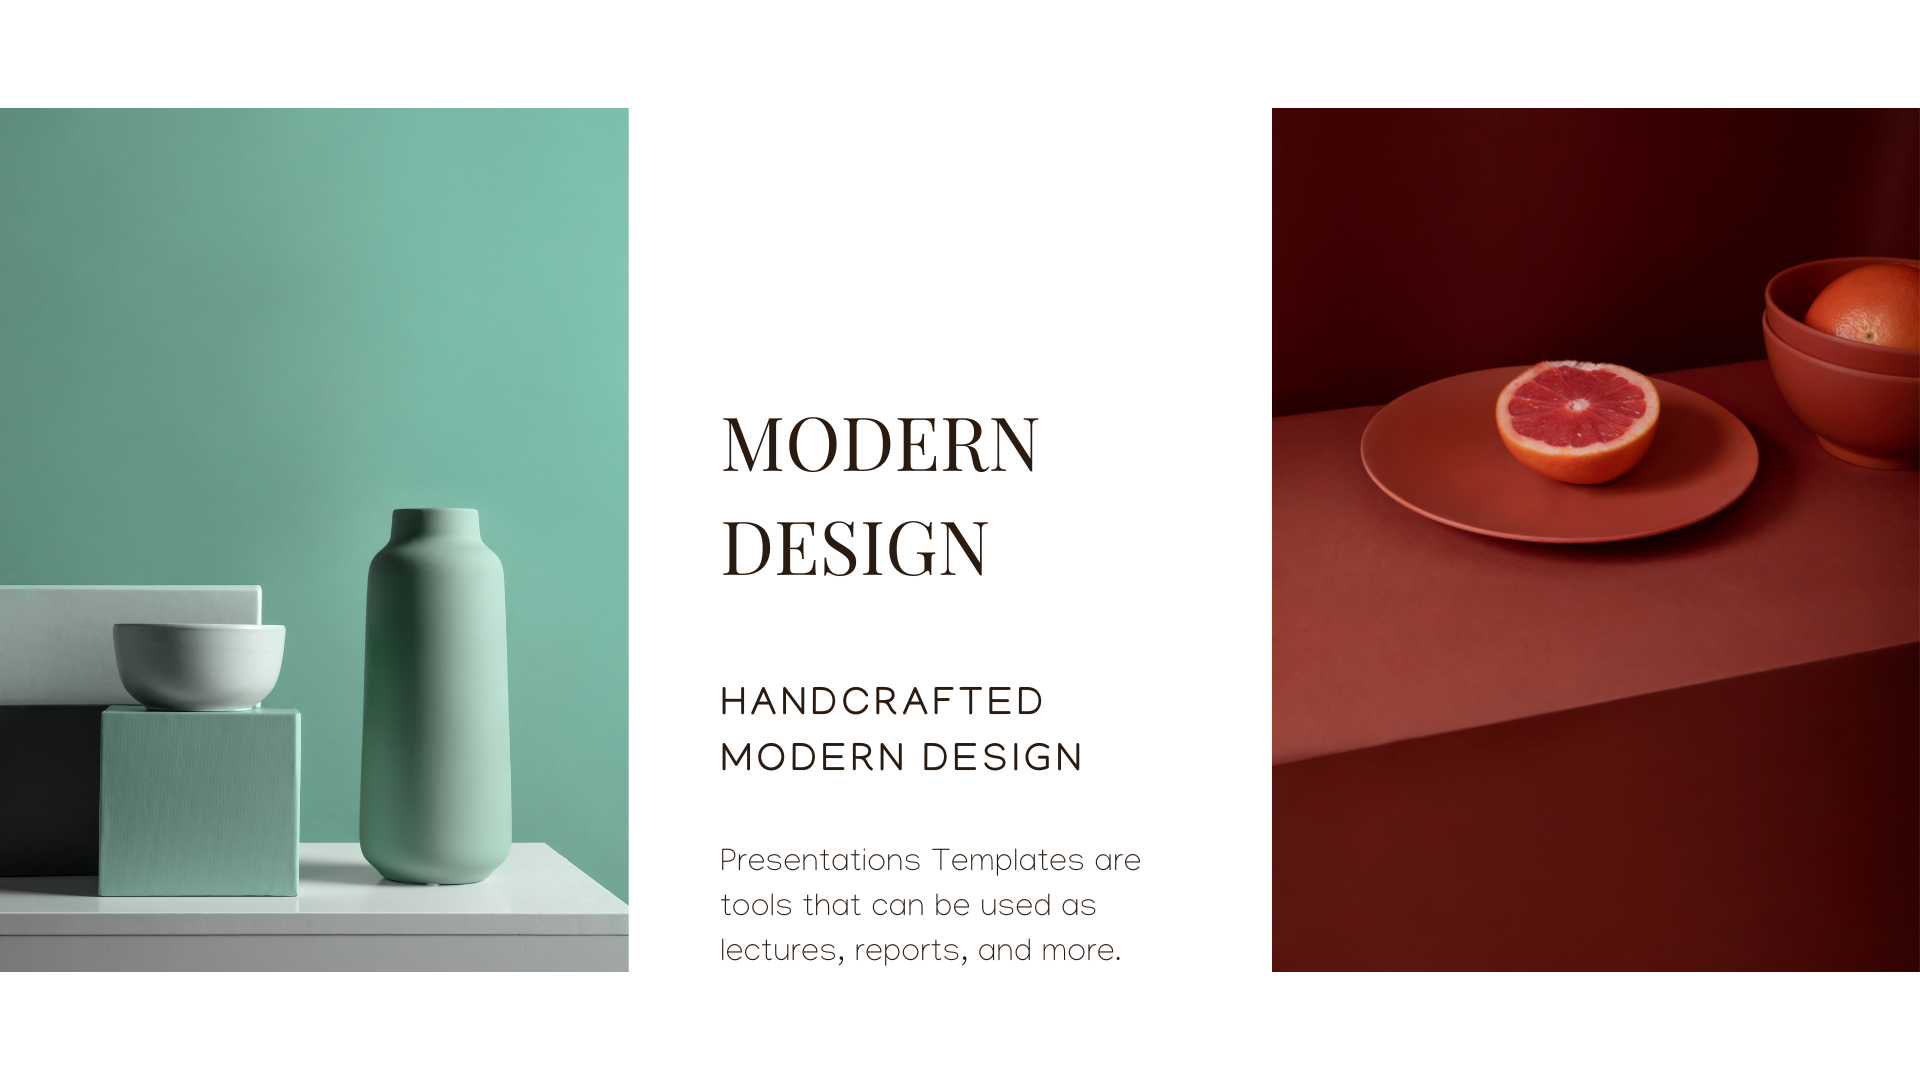 MODERN
DESIGN
HANDCRAFTED
MODERN DESIGN
Presentations Templates are
tools that can be used as
lectures, reports, and more.